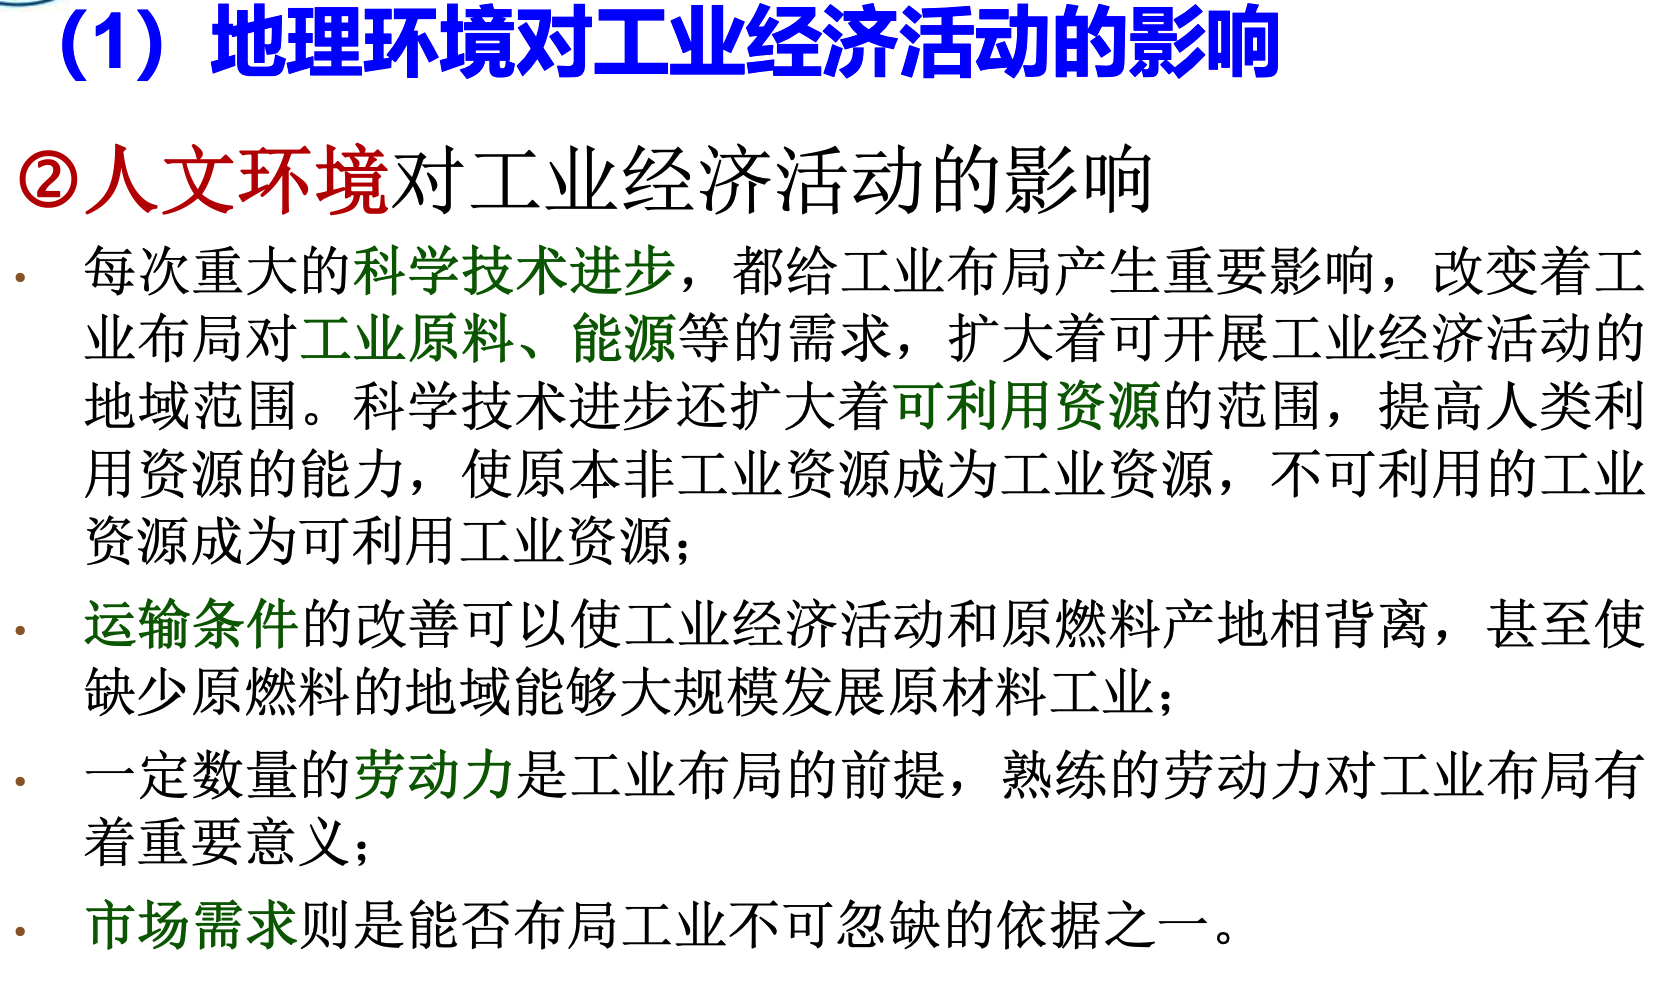 （1）地理环境对工业经济活动的影响
②人文环境对工业经济活动的影响
• 每次重大的科学技术进步，都给工业布局产生重要影响，改变着工
业布局对工业原料、能源等的需求，扩大着可开展工业经济活动的
地域范围。科学技术进步还扩大着可利用资源的范围，提高人类利
用资源的能力，使原本非工业资源成为工业资源，不可利用的工业
资源成为可利用工业资源；
• 运输条件的改善可以使工业经济活动和原燃料产地相背离，甚至使
缺少原燃料的地域能够大规模发展原材料工业；
• 一定数量的劳动力是工业布局的前提，熟练的劳动力对工业布局有
着重要意义；
• 市场需求则是能否布局工业不可忽缺的依据之一。